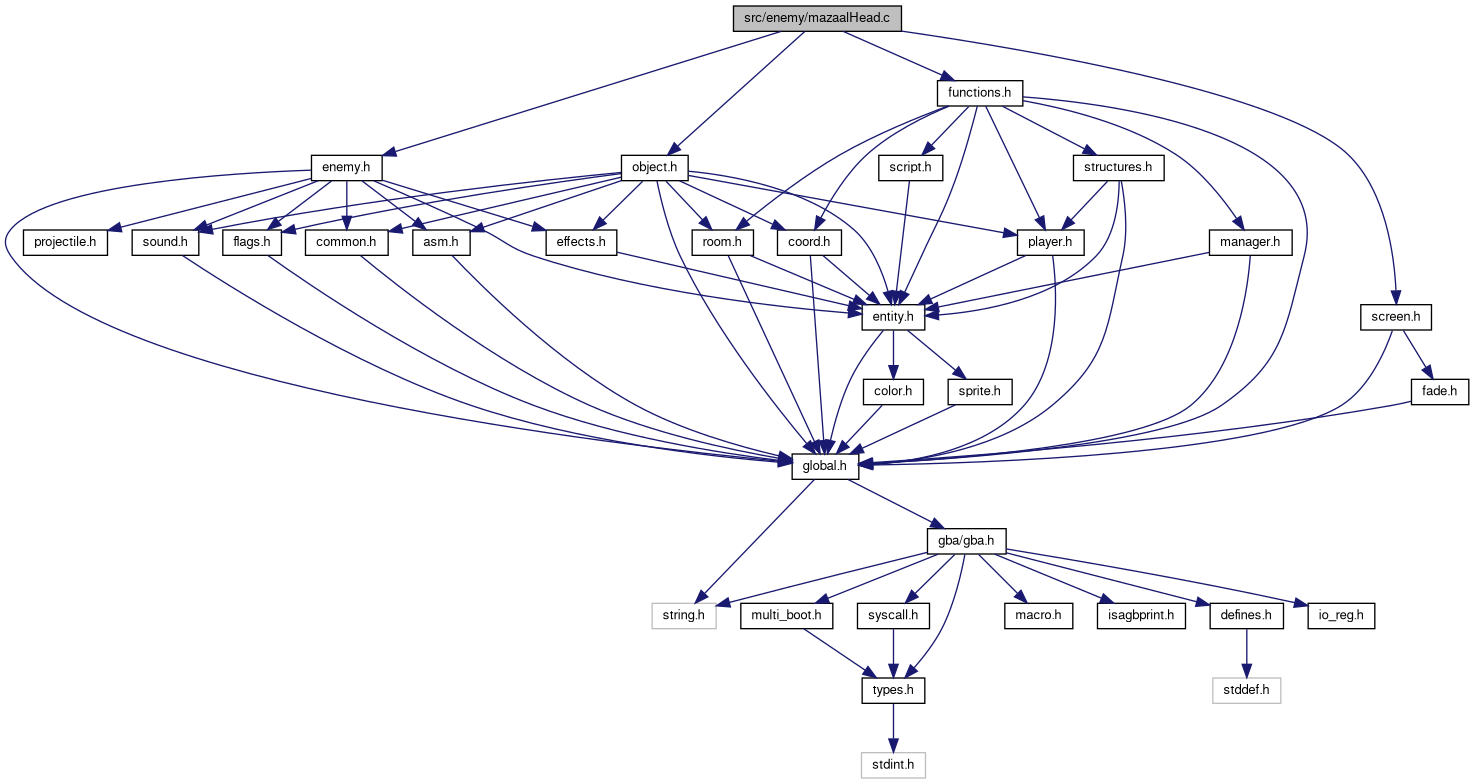 src/enemy/mazaalHead.c
functions.h
enemy.h
object.h
script.h
structures.h
projectile.h
sound.h
flags.h
common.h
asm.h
effects.h
room.h
coord.h
player.h
manager.h
entity.h
screen.h
color.h
sprite.h
fade.h
global.h
gba/gba.h
string.h
multi_boot.h
syscall.h
macro.h
isagbprint.h
defines.h
io_reg.h
types.h
stddef.h
stdint.h